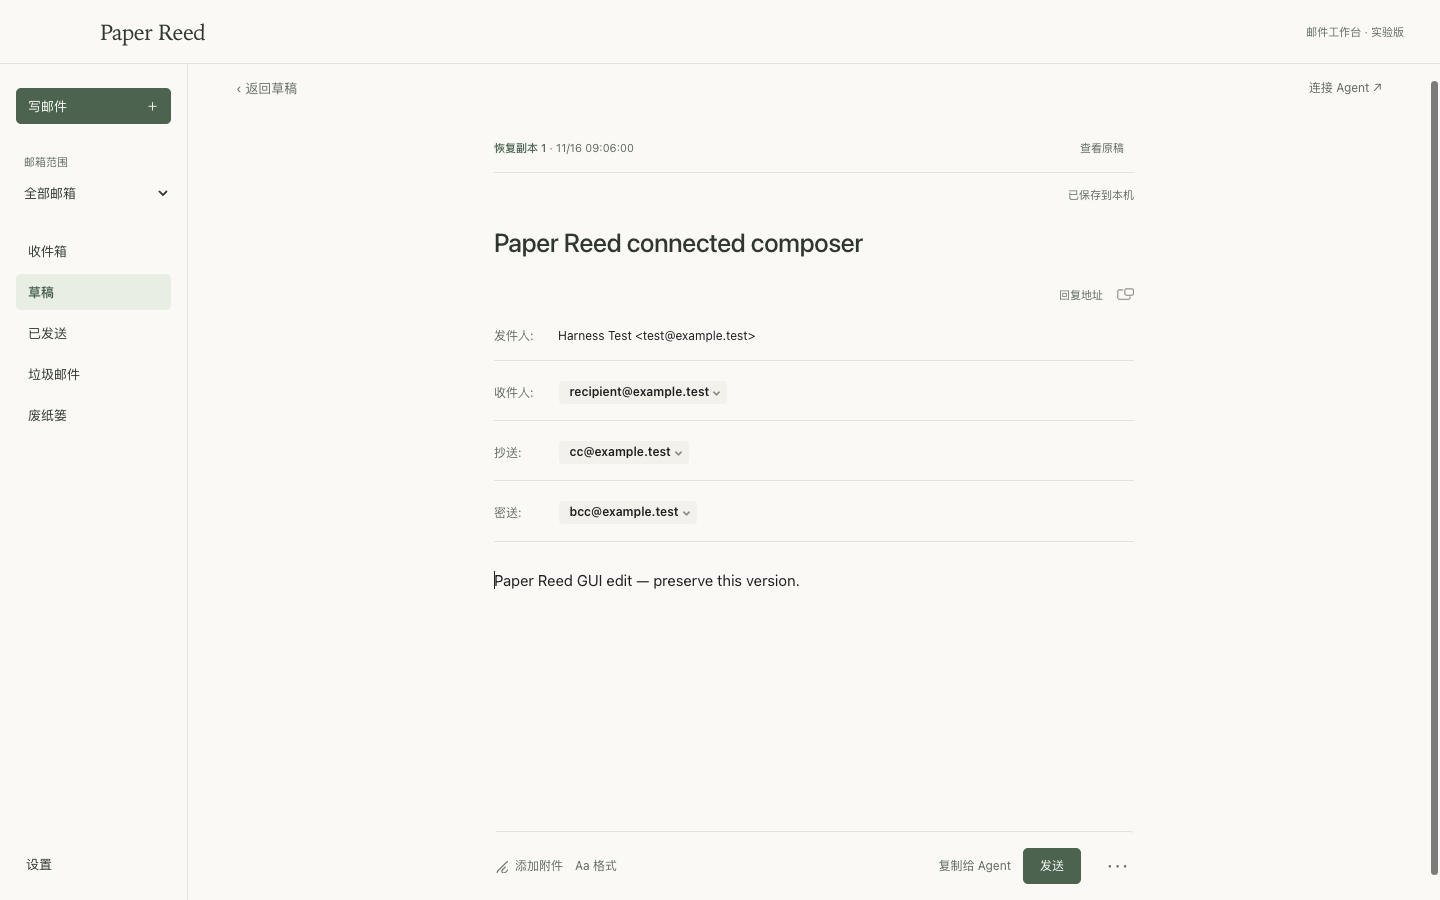 Paper Reed
邮件工作台 · 实验版
写邮件 +
邮箱范围
全部邮箱
收件箱
草稿
已发送
垃圾邮件
废纸篓
设置
‹ 返回草稿
连接 Agent ↗
恢复副本 1 · 11/16 09:06:00
查看原稿
已保存到本机
Paper Reed connected composer
回复地址
发件人: Harness Test <test@example.test>
收件人: recipient@example.test
抄送: cc@example.test
密送: bcc@example.test
Paper Reed GUI edit — preserve this version.
添加附件 Aa 格式
复制给 Agent 发送 ···